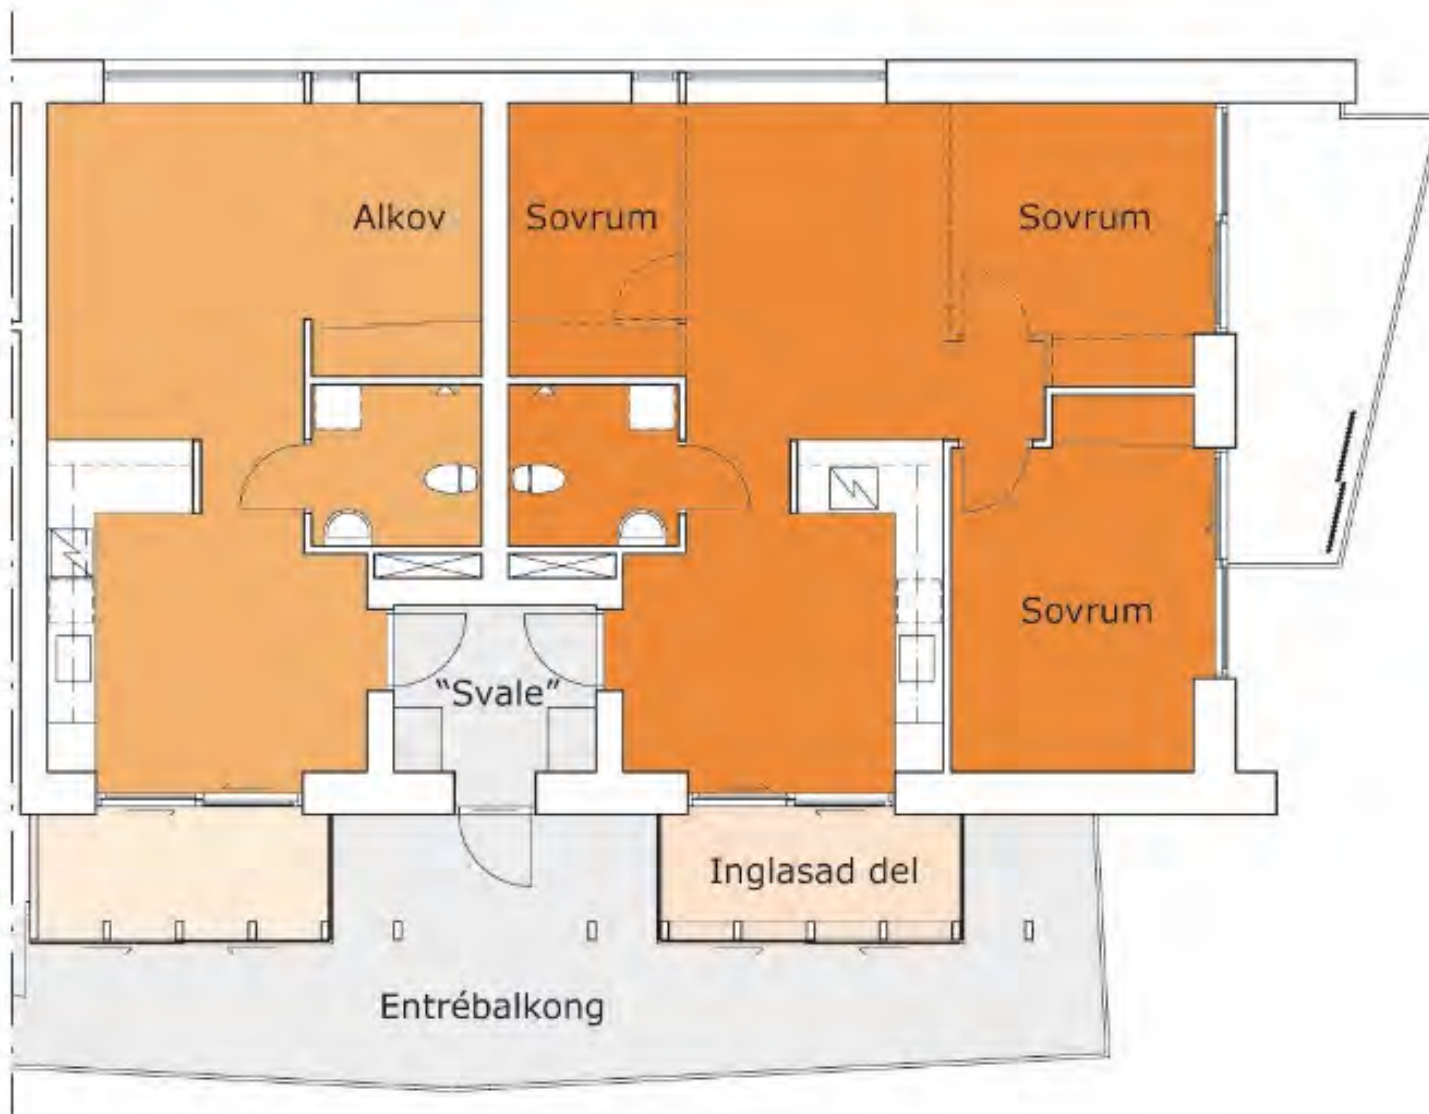 Alkov
Sovrum
Sovrum
Sovrum
“Svale”
Inglasad del
Entrébalkong